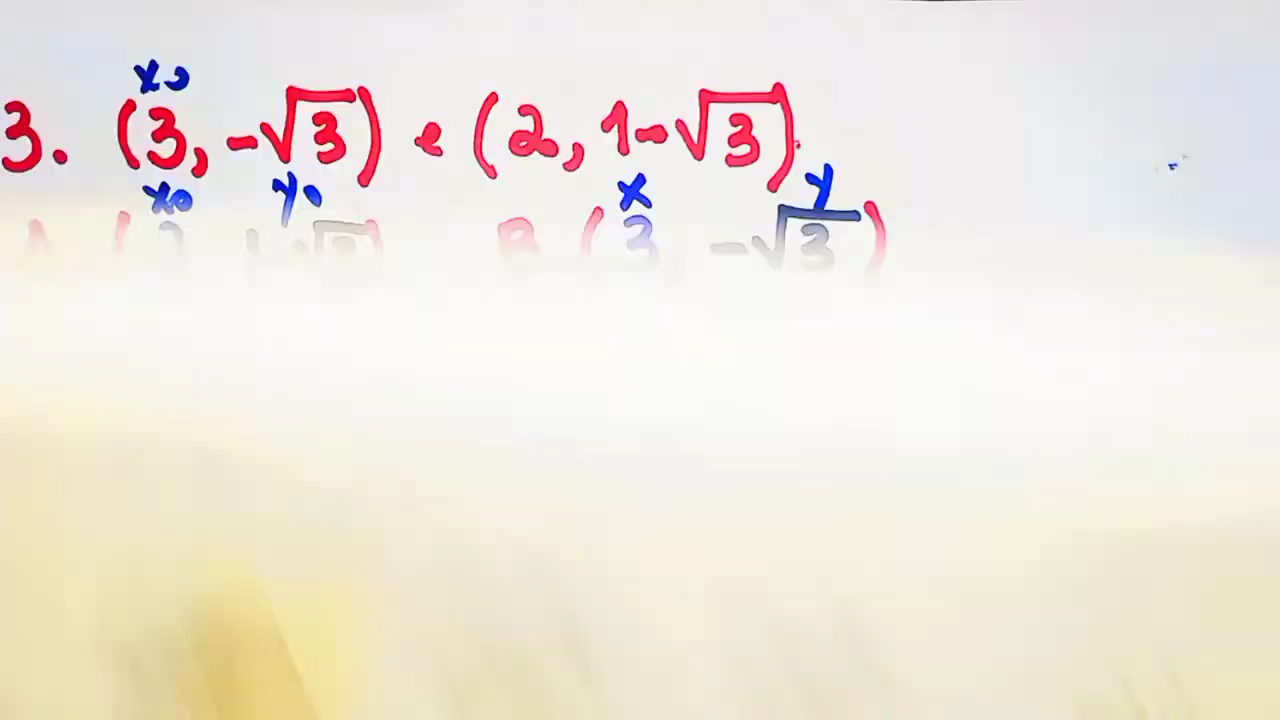 x0
3. (3, -√3) e (2, 1-√3).
x0 y0 x y
B (3, -√3)